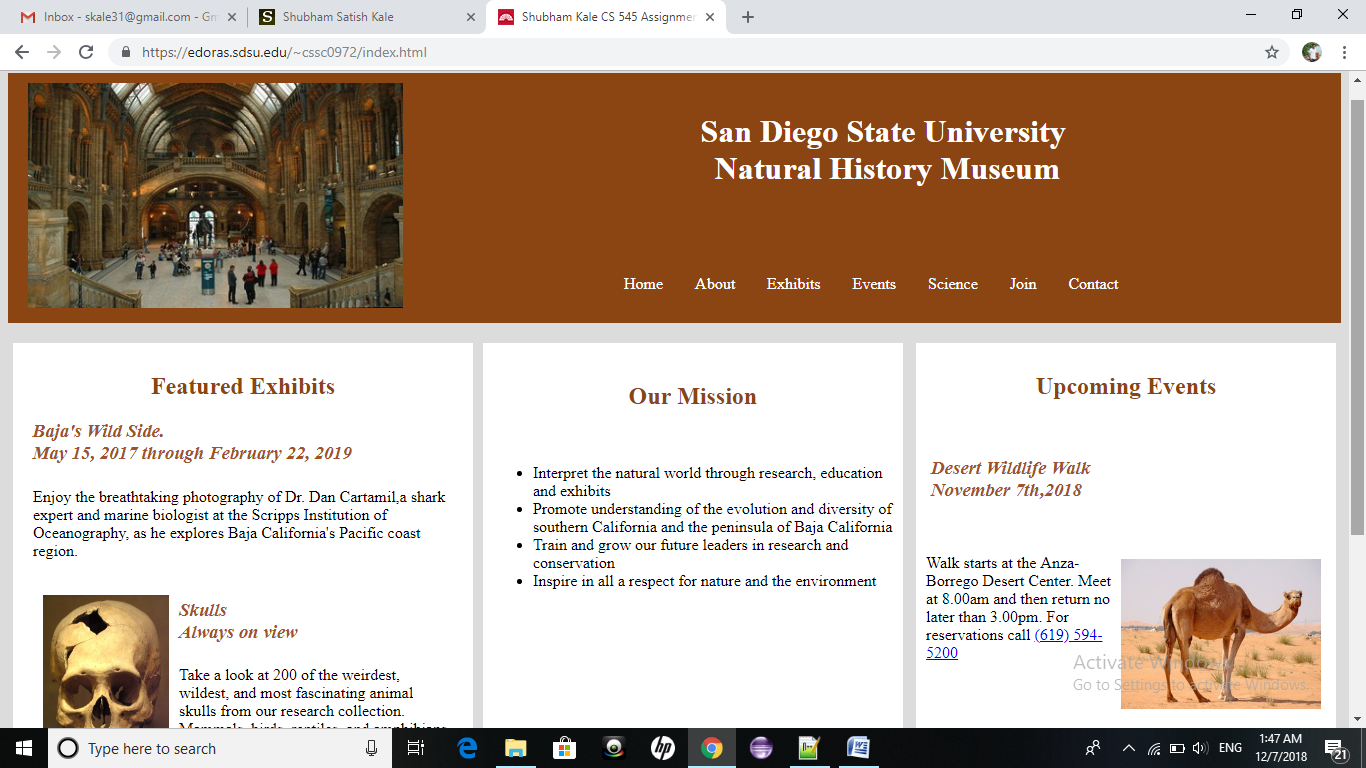 Inbox - skale31@gmail.com - Gm
Shubham Satish Kale
Shubham Kale CS 545 Assignmen
https://edoras.sdsu.edu/~cssc0972/index.html
San Diego State University
Natural History Museum
Home About Exhibits Events Science Join Contact
Featured Exhibits
Baja's Wild Side.
May 15, 2017 through February 22, 2019
Enjoy the breathtaking photography of Dr. Dan Cartamil,a shark
expert and marine biologist at the Scripps Institution of
Oceanography, as he explores Baja California's Pacific coast
region.
Skulls
Always on view
Take a look at 200 of the weirdest,
wildest, and most fascinating animal
skulls from our research collection.
Mammals, birds, reptiles, and amphibians
Our Mission
Interpret the natural world through research, education
and exhibits
Promote understanding of the evolution and diversity of
southern California and the peninsula of Baja California
Train and grow our future leaders in research and
conservation
Inspire in all a respect for nature and the environment
Upcoming Events
Desert Wildlife Walk
November 7th,2018
Walk starts at the Anza-
Borrego Desert Center. Meet
at 8.00am and then return no
later than 3.00pm. For
reservations call (619) 594-
5200
Activate Windows
Go to Settings to activate Windows.
Type here to search
ENG
1:47 AM
12/7/2018
21